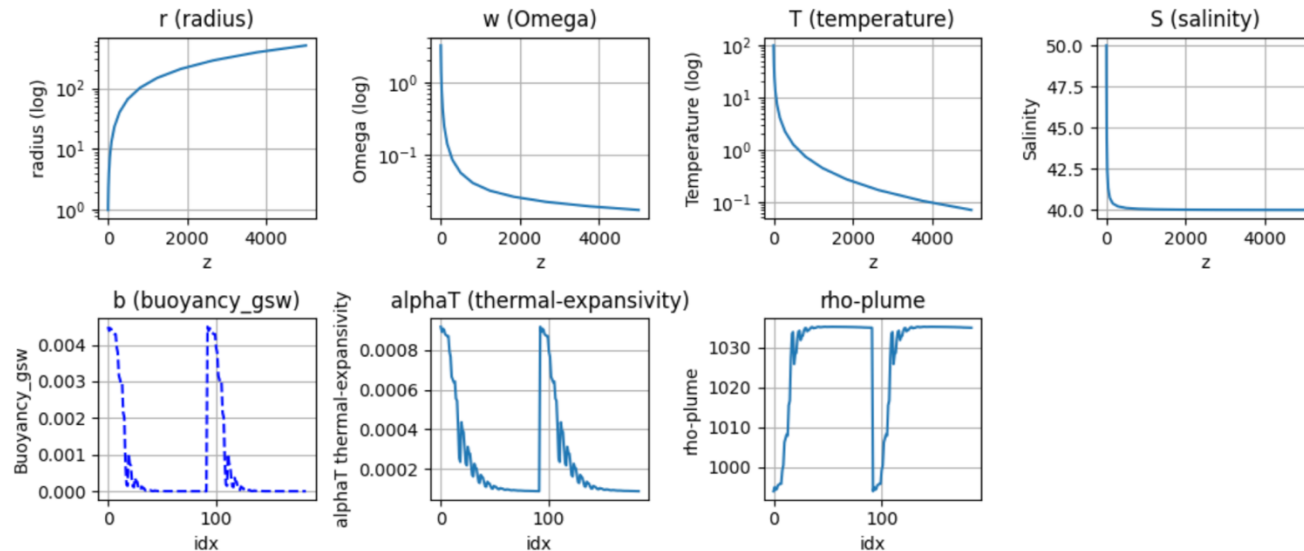 r (radius)
radius (log)
10²
10¹
10⁰
0 2000 4000
z
w (Omega)
Omega (log)
10⁰
10⁻¹
0 2000 4000
z
T (temperature)
Temperature (log)
10²
10¹
10⁰
10⁻¹
0 2000 4000
z
S (salinity)
Salinity
50.0
47.5
45.0
42.5
40.0
0 2000 4000
z
b (buoyancy_gsw)
Buoyancy_gsw
0.004
0.003
0.002
0.001
0.000
0 100
idx
alphaT (thermal-expansivity)
alphaT thermal-expansivity
0.0008
0.0006
0.0004
0.0002
0 100
idx
rho-plume
rho-plume
1030
1020
1010
1000
0 100
idx